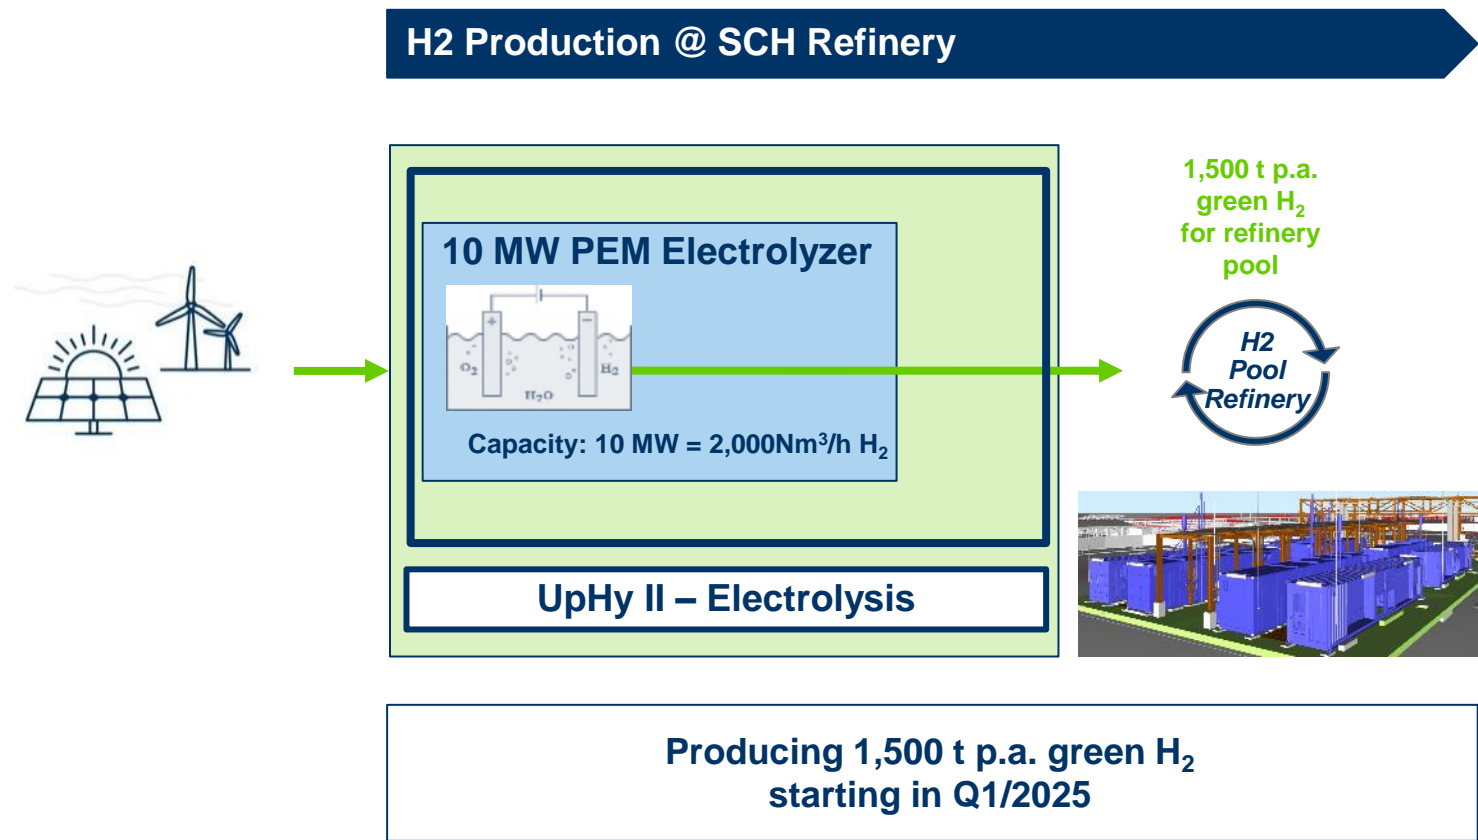 H2 Production @ SCH Refinery
10 MW PEM Electrolyzer
+
−
O₂
H₂
H₂O
Capacity: 10 MW = 2,000Nm³/h H₂
UpHy II – Electrolysis
1,500 t p.a.
green H₂
for refinery
pool
H2
Pool
Refinery
Producing 1,500 t p.a. green H₂
starting in Q1/2025